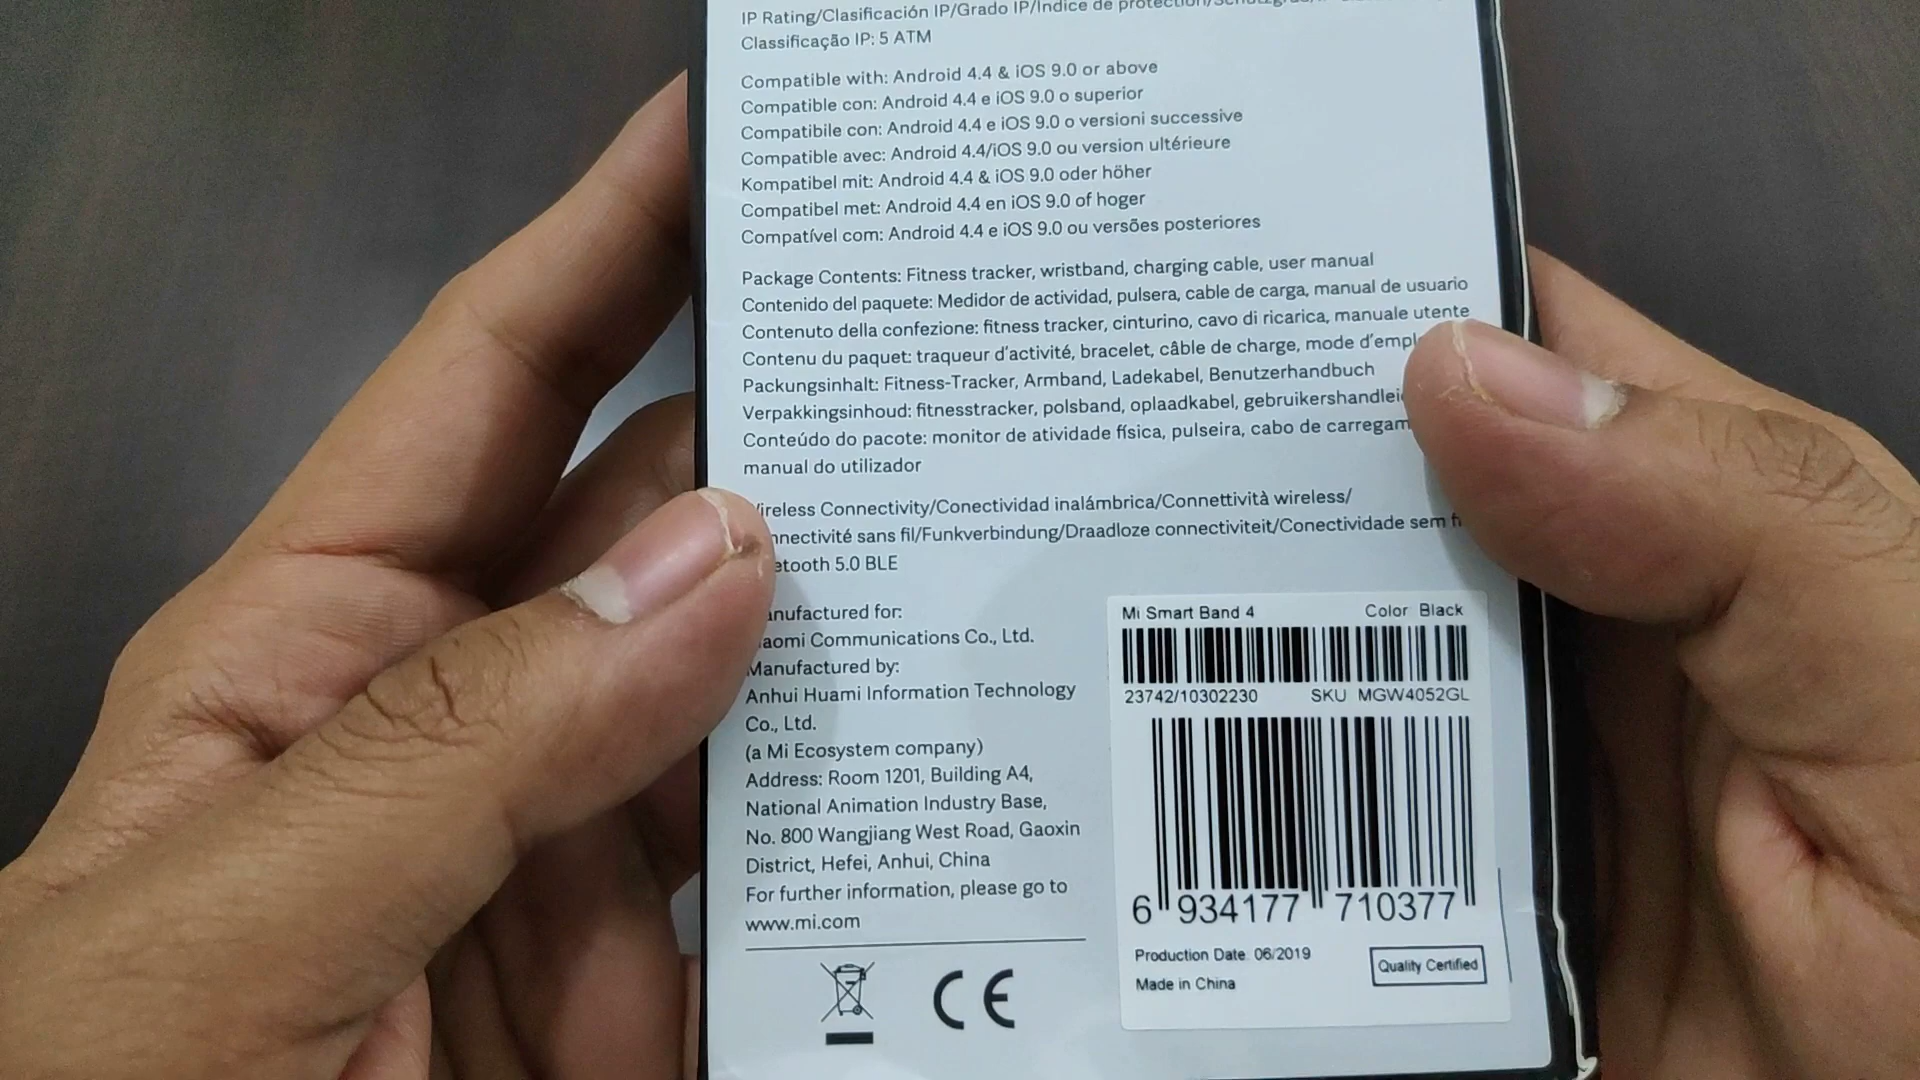 IP Rating/Clasificación IP/Grado IP/Indice de protection/
Classificação IP: 5 ATM
Compatible with: Android 4.4 & iOS 9.0 or above
Compatible con: Android 4.4 e iOS 9.0 o superior
Compatibile con: Android 4.4 e iOS 9.0 o versioni successive
Compatible avec: Android 4.4/iOS 9.0 ou version ultérieure
Kompatibel mit: Android 4.4 & iOS 9.0 oder höher
Compatibel met: Android 4.4 en iOS 9.0 of hoger
Compatível com: Android 4.4 e iOS 9.0 ou versões posteriores
Package Contents: Fitness tracker, wristband, charging cable, user manual
Contenido del paquete: Medidor de actividad, pulsera, cable de carga, manual de usuario
Contenuto della confezione: fitness tracker, cinturino, cavo di ricarica, manuale utente
Contenu du paquet: traqueur d'activité, bracelet, câble de charge, mode d'empl
Packungsinhalt: Fitness-Tracker, Armband, Ladekabel, Benutzerhandbuch
Verpakkingsinhoud: fitnesstracker, polsband, oplaadkabel, gebruikershandlei
Conteúdo do pacote: monitor de atividade física, pulseira, cabo de carregam
manual do utilizador
ireless Connectivity/Conectividad inalámbrica/Connettività wireless/
nnectivité sans fil/Funkverbindung/Draadloze connectiviteit/Conectividade sem fi
etooth 5.0 BLE
anufactured for:
aomi Communications Co., Ltd.
Manufactured by:
Anhui Huami Information Technology
Co., Ltd.
(a Mi Ecosystem company)
Address: Room 1201, Building A4,
National Animation Industry Base,
No. 800 Wangjiang West Road, Gaoxin
District, Hefei, Anhui, China
For further information, please go to
www.mi.com
CE
Mi Smart Band 4 Color Black
23742/10302230 SKU MGW4052GL
6 934177 710377
Production Date 06/2019
Made in China
Quality Certified